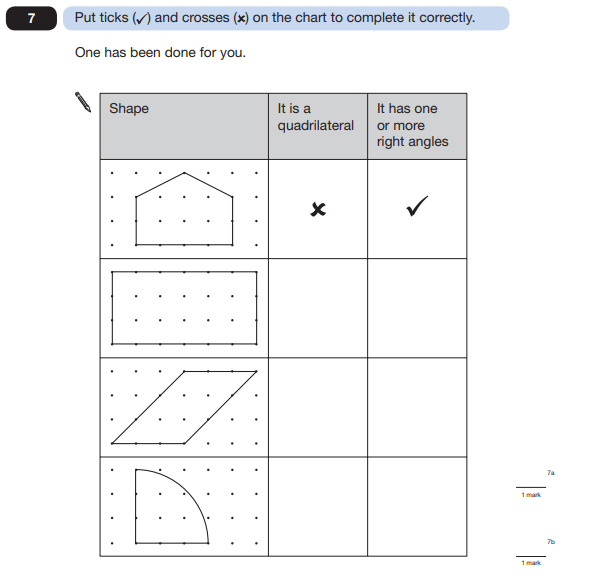 7
Put ticks (✓) and crosses (✗) on the chart to complete it correctly.
One has been done for you.
Shape
It is a
quadrilateral
It has one
or more
right angles
✗ ✓
7a
1 mark
7b
1 mark